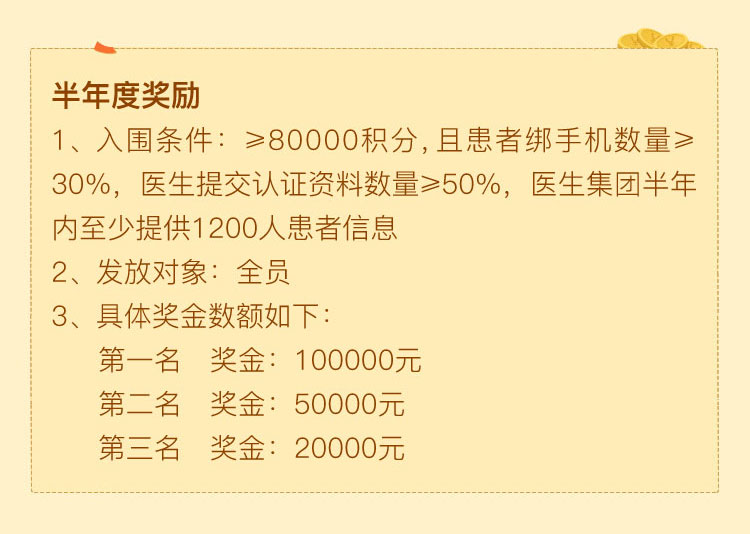 半年度奖励
1、入围条件：≥80000积分,且患者绑手机数量≥
30%，医生提交认证资料数量≥50%，医生集团半年
内至少提供1200人患者信息
2、发放对象：全员
3、具体奖金数额如下：
第一名 奖金：100000元
第二名 奖金：50000元
第三名 奖金：20000元